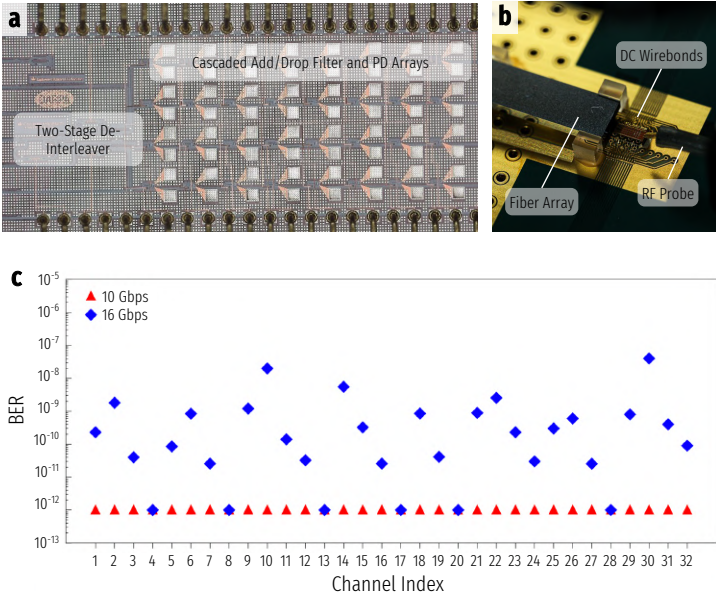 a
Cascaded Add/Drop Filter and PD Arrays
Two-Stage De-
Interleaver
b
DC Wirebonds
Fiber Array
RF Probe
c
10⁻⁵
10⁻⁶
10⁻⁷
10⁻⁸
10⁻⁹
10⁻¹⁰
10⁻¹¹
10⁻¹²
10⁻¹³
BER
10 Gbps
16 Gbps
1 2 3 4 5 6 7 8 9 10 11 12 13 14 15 16 17 18 19 20 21 22 23 24 25 26 27 28 29 30 31 32
Channel Index